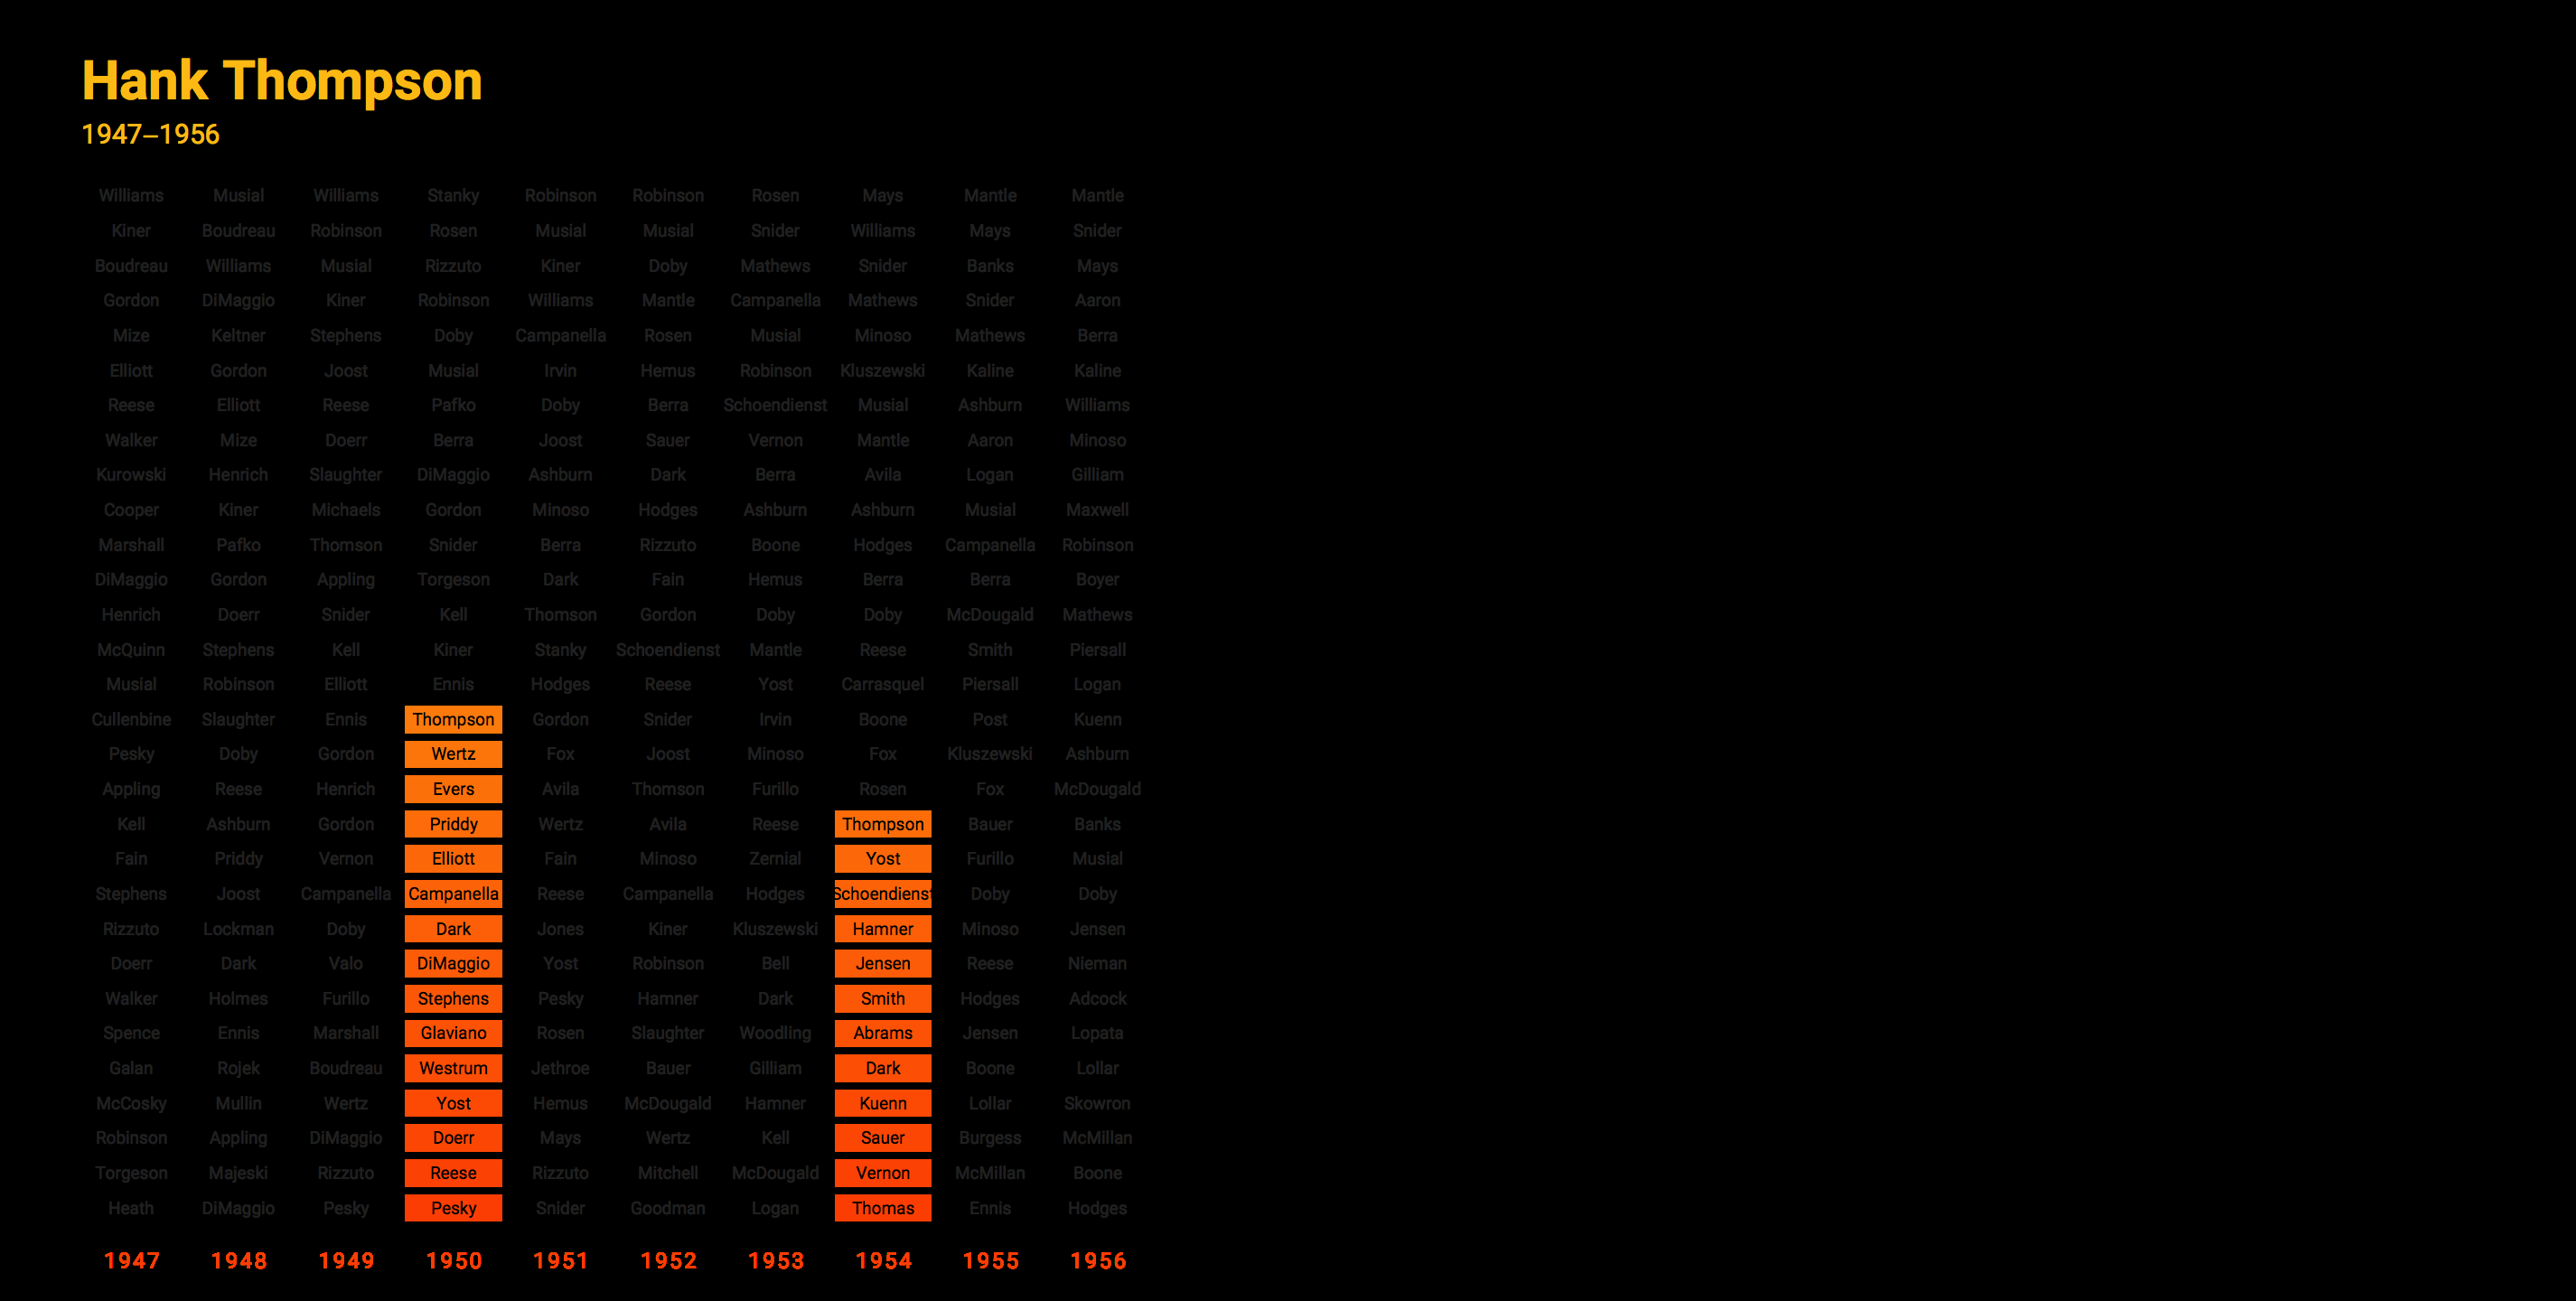 Hank Thompson
1947–1956
Williams Musial Williams Stanky Robinson Robinson Rosen Mays Mantle Mantle
Kiner Boudreau Robinson Rosen Musial Musial Snider Williams Mays Snider
Boudreau Williams Musial Rizzuto Kiner Doby Mathews Snider Banks Mays
Gordon DiMaggio Kiner Robinson Williams Mantle Campanella Mathews Snider Aaron
Mize Keltner Stephens Doby Campanella Rosen Musial Minoso Mathews Berra
Elliott Gordon Joost Musial Irvin Hemus Robinson Kluszewski Kaline Kaline
Reese Elliott Reese Pafko Doby Berra Schoendienst Musial Ashburn Williams
Walker Mize Doerr Berra Joost Sauer Vernon Mantle Aaron Minoso
Kurowski Henrich Slaughter DiMaggio Ashburn Dark Berra Avila Logan Gilliam
Cooper Kiner Michaels Gordon Minoso Hodges Ashburn Ashburn Musial Maxwell
Marshall Pafko Thomson Snider Berra Rizzuto Boone Hodges Campanella Robinson
DiMaggio Gordon Appling Torgeson Dark Fain Hemus Berra Berra Boyer
Henrich Doerr Snider Kell Thomson Gordon Doby Doby McDougald Mathews
McQuinn Stephens Kell Kiner Stanky Schoendienst Mantle Reese Smith Piersall
Musial Robinson Elliott Ennis Hodges Reese Yost Carrasquel Piersall Logan
Cullenbine Slaughter Ennis Thompson Gordon Snider Irvin Boone Post Kuenn
Pesky Doby Gordon Wertz Fox Joost Minoso Fox Kluszewski Ashburn
Appling Reese Henrich Evers Avila Thomson Furillo Rosen Fox McDougald
Kell Ashburn Gordon Priddy Wertz Avila Reese Thompson Bauer Banks
Fain Priddy Vernon Elliott Fain Minoso Zernial Yost Furillo Musial
Stephens Joost Campanella Campanella Reese Campanella Hodges Schoendienst Doby Doby
Rizzuto Lockman Doby Dark Jones Kiner Kluszewski Hamner Minoso Jensen
Doerr Dark Valo DiMaggio Yost Robinson Bell Jensen Reese Nieman
Walker Holmes Furillo Stephens Pesky Hamner Dark Smith Hodges Adcock
Spence Ennis Marshall Glaviano Rosen Slaughter Woodling Abrams Jensen Lopata
Galan Rojek Boudreau Westrum Jethroe Bauer Gilliam Dark Boone Lollar
McCosky Mullin Wertz Yost Hemus McDougald Hamner Kuenn Lollar Skowron
Robinson Appling DiMaggio Doerr Mays Wertz Kell Sauer Burgess McMillan
Torgeson Majeski Rizzuto Reese Rizzuto Mitchell McDougald Vernon McMillan Boone
Heath DiMaggio Pesky Pesky Snider Goodman Logan Thomas Ennis Hodges
1947 1948 1949 1950 1951 1952 1953 1954 1955 1956